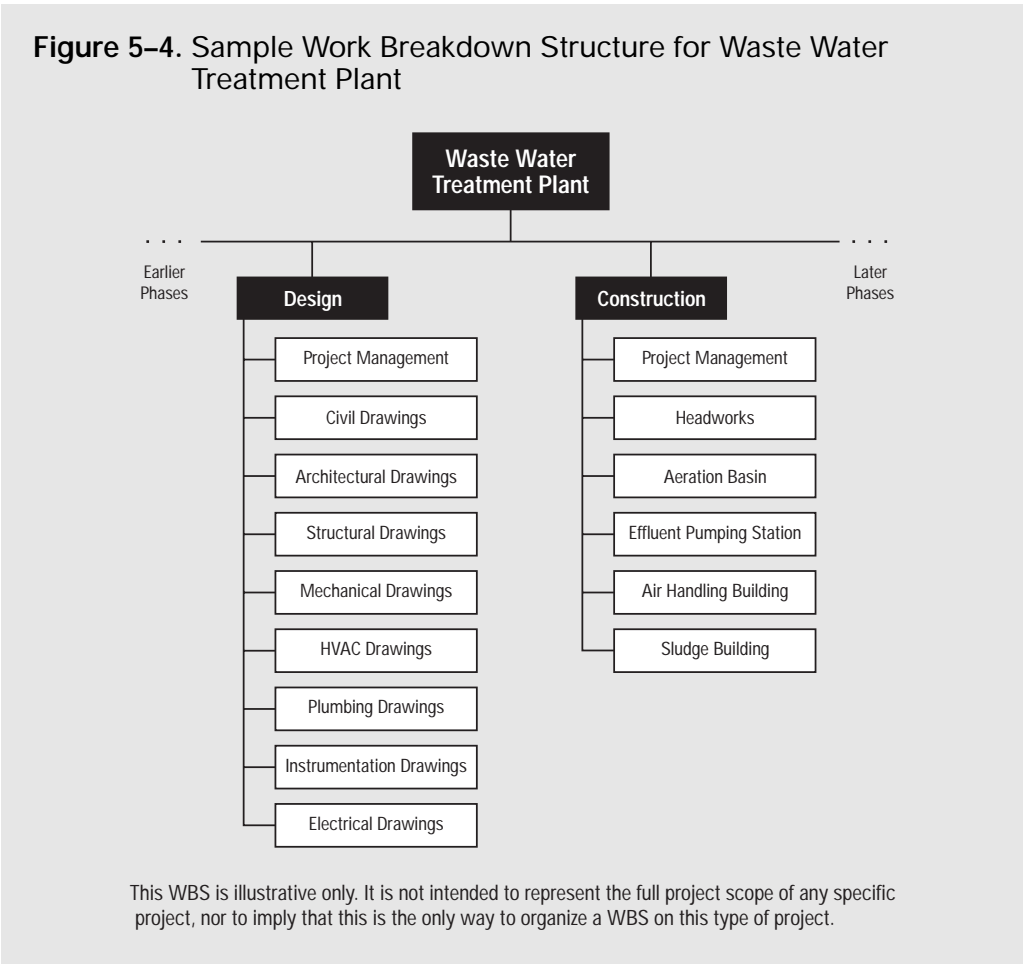 Figure 5–4. Sample Work Breakdown Structure for Waste Water
Treatment Plant
Waste Water
Treatment Plant
. . .
Earlier
Phases
. . .
Later
Phases
Design
Project Management
Civil Drawings
Architectural Drawings
Structural Drawings
Mechanical Drawings
HVAC Drawings
Plumbing Drawings
Instrumentation Drawings
Electrical Drawings
Construction
Project Management
Headworks
Aeration Basin
Effluent Pumping Station
Air Handling Building
Sludge Building
This WBS is illustrative only. It is not intended to represent the full project scope of any specific
project, nor to imply that this is the only way to organize a WBS on this type of project.